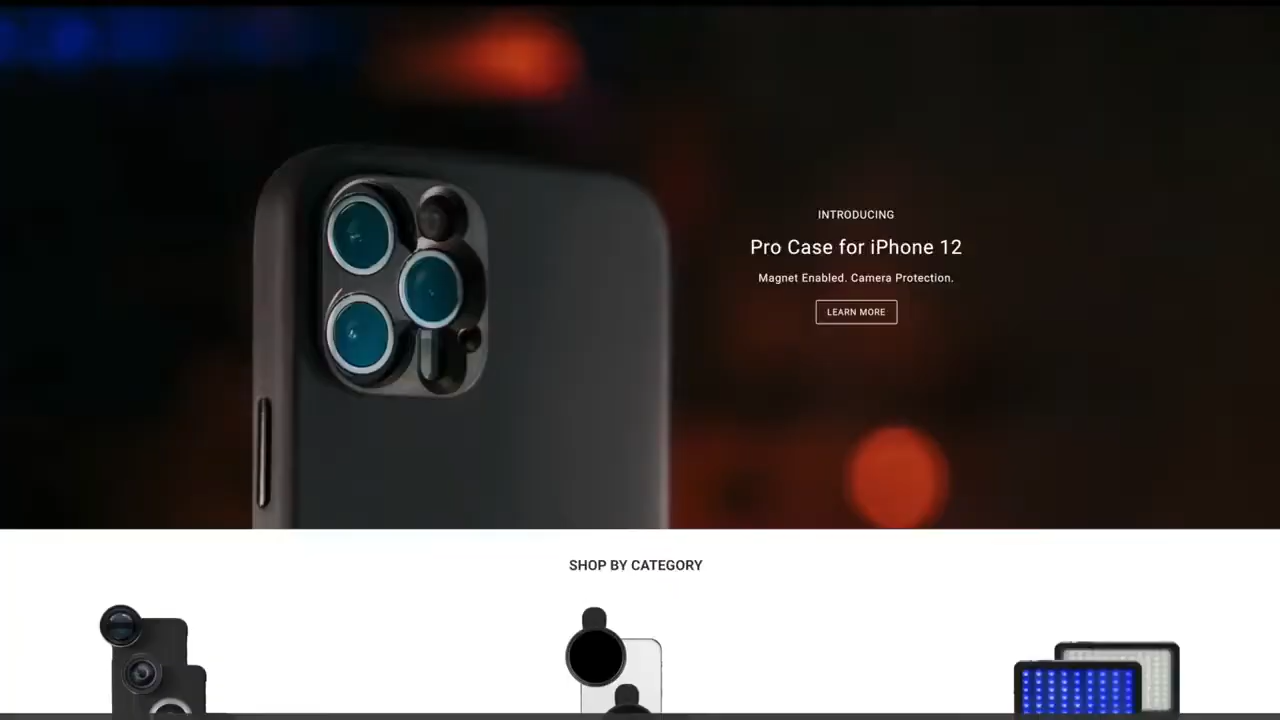 INTRODUCING
Pro Case for iPhone 12
Magnet Enabled. Camera Protection.
LEARN MORE
SHOP BY CATEGORY